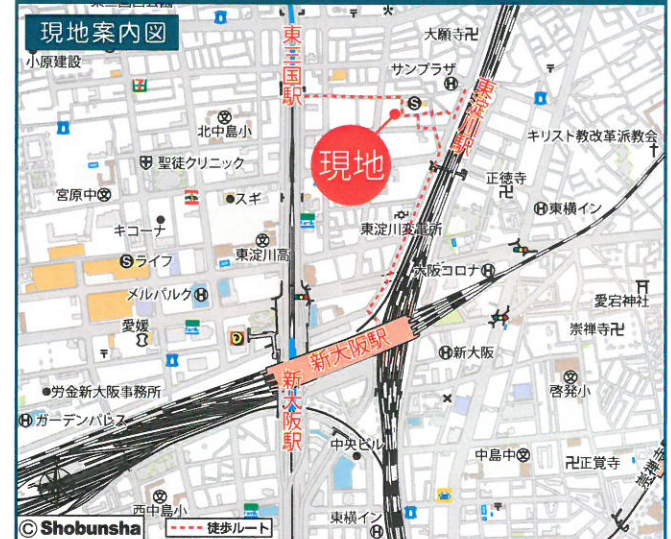 現地案内図
小原建設
東三国駅
大願寺
サンプラザ
東淀川駅
北中島小
キリスト教改革派教会
聖徒クリニック
現地
正徳寺
宮原中
スギ
東横イン
キコーナ
東淀川変電所
東淀川高
ライフ
大阪コロナ
メルパルク
愛宕神社
愛媛
崇禅寺
新大阪駅
新大阪
労金新大阪事務所
新大阪駅
啓発小
ガーデンパレス
中央ビル
中島中
正覚寺
西中島小
東横イン
© Shobunsha
徒歩ルート